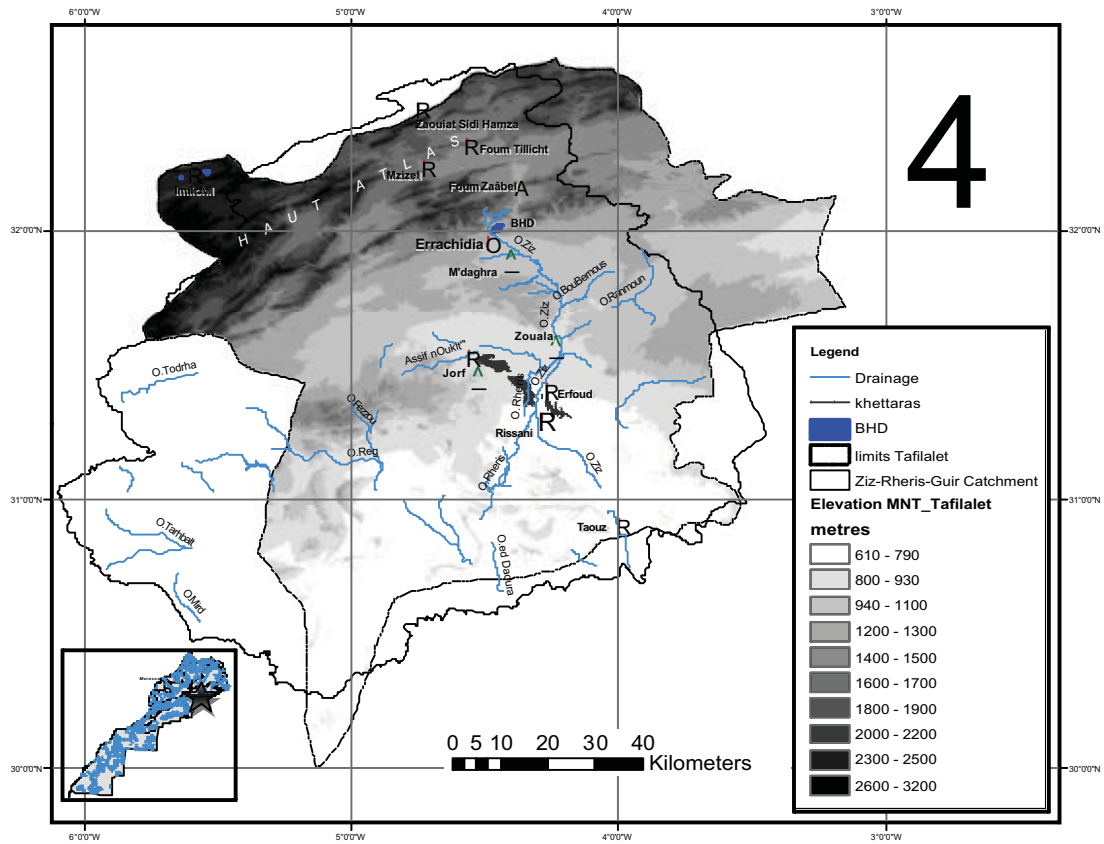 6°0'0"W 5°0'0"W 4°0'0"W 3°0'0"W
4
R
Zaouiat Sidi Hamza
R Foum Tillicht
Mzizel R
R
Imilchil
Foum Zaâbel A
HAUT ATLAS
32°0'0"N 32°0'0"N
BHD
Errachidia O
O.Ziz
M'daghra
O.BouBernous
O.Ranmoun
O.Ziz
Zouala
Assif nOukit"
R
Jorf
O.Ziz
R Erfoud
O. Rheris
R
Rissani
O.Todrha
O.Fezzou
O.Reg
O.Rheris
O.Ziz
31°0'0"N 31°0'0"N
Taouz R
O.Tarhbalt
O.ed Daoura
O.Mird
30°0'0"N 30°0'0"N
0 5 10 20 30 40
Kilometers
Legend
Drainage
khettaras
BHD
limits Tafilalet
Ziz-Rheris-Guir Catchment
Elevation MNT_Tafilalet
metres
610 - 790
800 - 930
940 - 1100
1200 - 1300
1400 - 1500
1600 - 1700
1800 - 1900
2000 - 2200
2300 - 2500
2600 - 3200
6°0'0"W 5°0'0"W 4°0'0"W 3°0'0"W